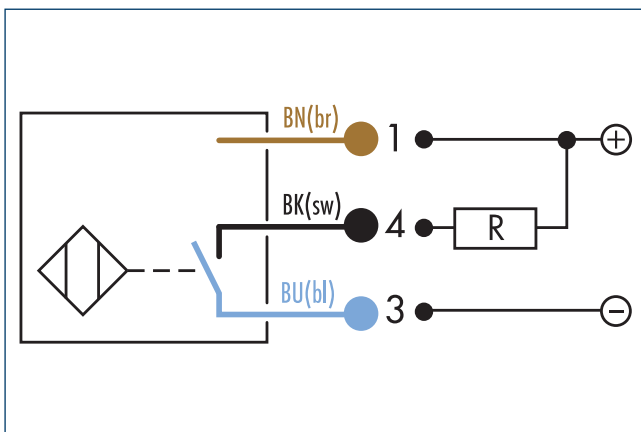 BN(br) 1 +
BK(sw) 4 R
BU(bl) 3 −